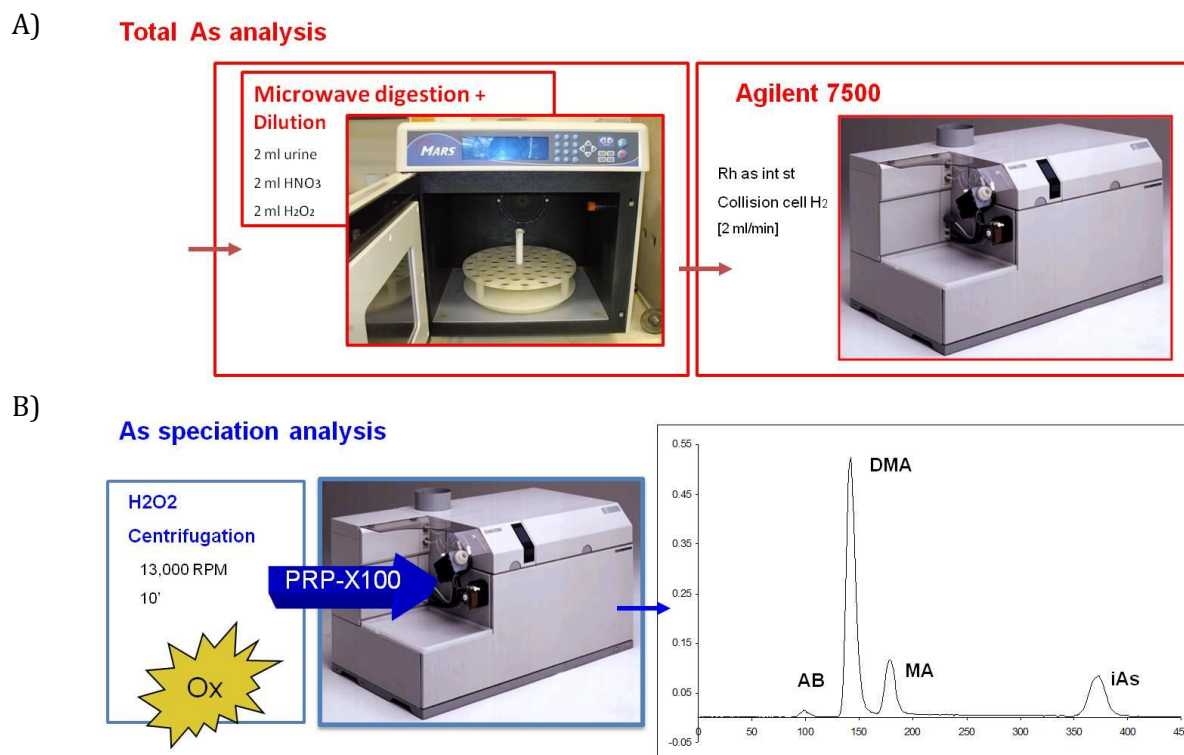 A)
Total As analysis
Microwave digestion +
Dilution
2 ml urine
2 ml HNO₃
2 ml H₂O₂
MARS
Agilent 7500
Rh as int st
Collision cell H₂
[2 ml/min]
B)
As speciation analysis
H2O2
Centrifugation
13,000 RPM
10'
Ox
PRP-X100
0.55
0.45
0.35
0.25
0.15
0.05
-0.05
DMA
AB
MA
iAs
0
50
100
150
200
250
300
350
400
45